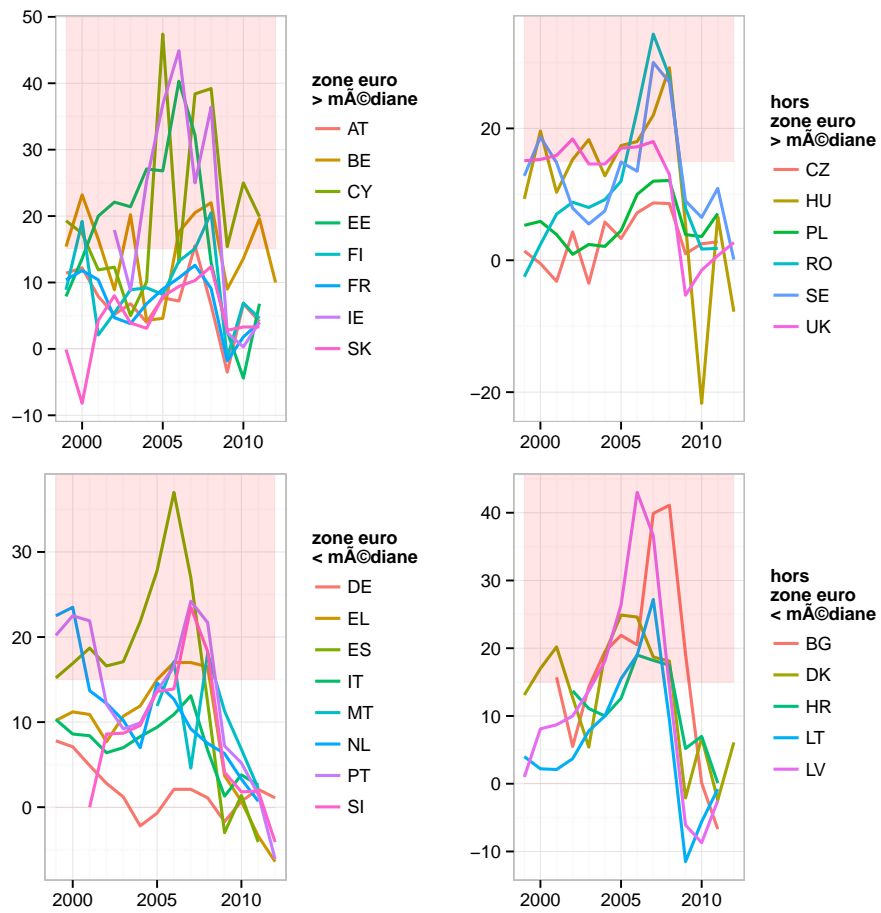 50
40
30
20
10
0
−10
2000 2005 2010
zone euro
> mÃ©diane
AT
BE
CY
EE
FI
FR
IE
SK
20
0
−20
2000 2005 2010
hors
zone euro
> mÃ©diane
CZ
HU
PL
RO
SE
UK
30
20
10
0
2000 2005 2010
zone euro
< mÃ©diane
DE
EL
ES
IT
MT
NL
PT
SI
40
30
20
10
0
−10
2000 2005 2010
hors
zone euro
< mÃ©diane
BG
DK
HR
LT
LV